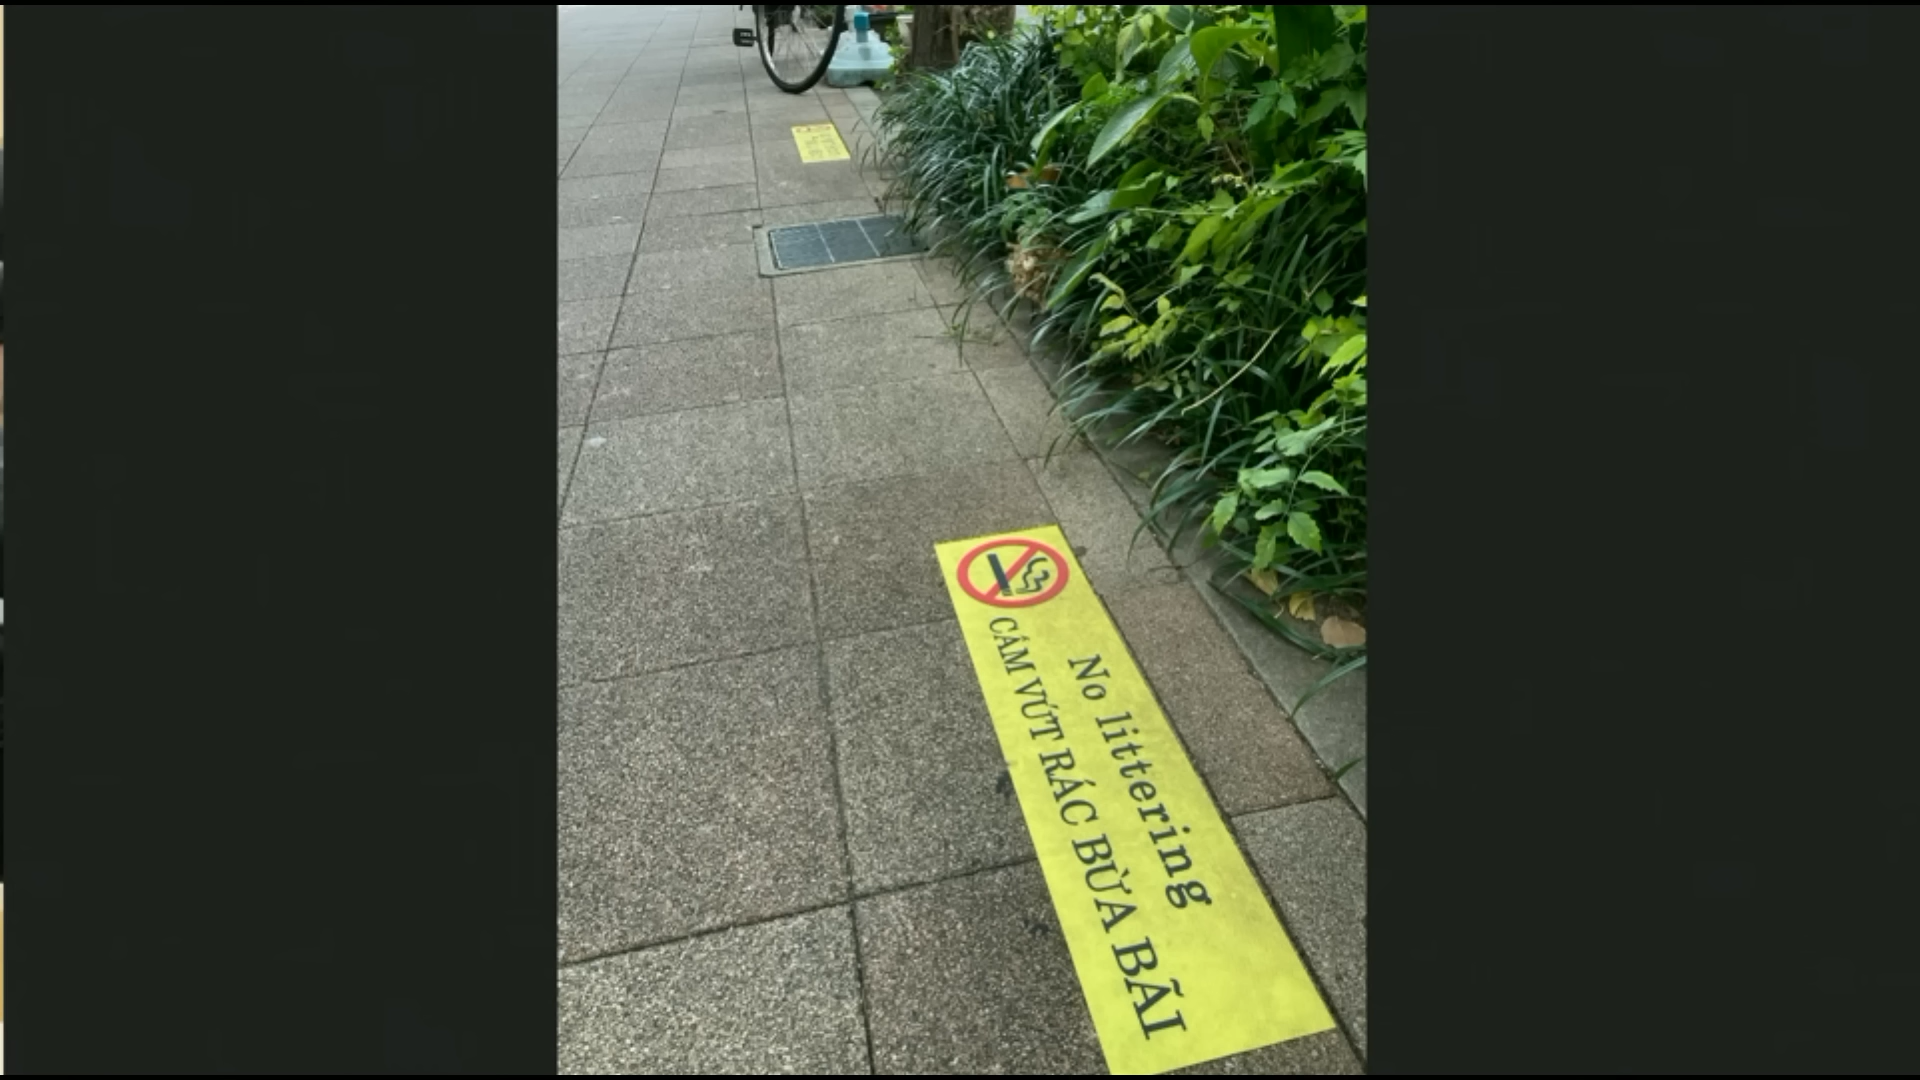 No littering
CẤM VỨT RÁC BỪA BÃI